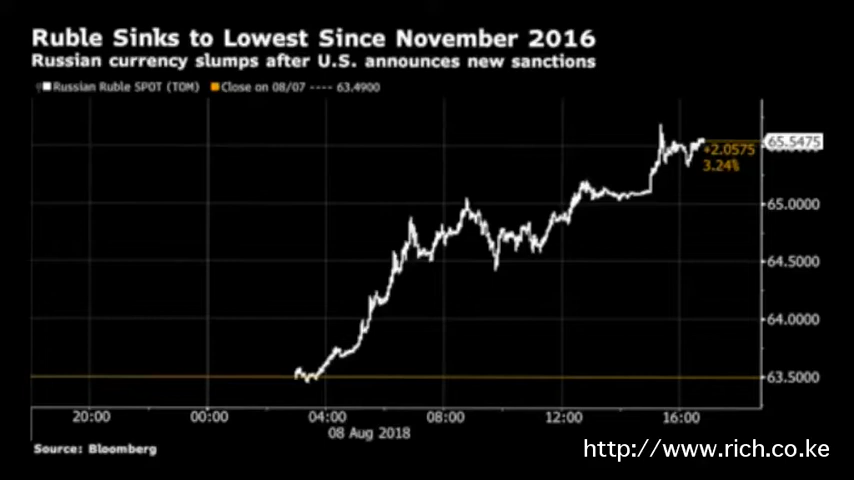 Ruble Sinks to Lowest Since November 2016
Russian currency slumps after U.S. announces new sanctions
Russian Ruble SPOT (TOM) Close on 08/07 ---- 63.4900
65.5475
+2.0575
3.24%
65.0000
64.5000
64.0000
63.5000
20:00 00:00 04:00 08:00 12:00 16:00
08 Aug 2018
Source: Bloomberg
http://www.rich.co.ke